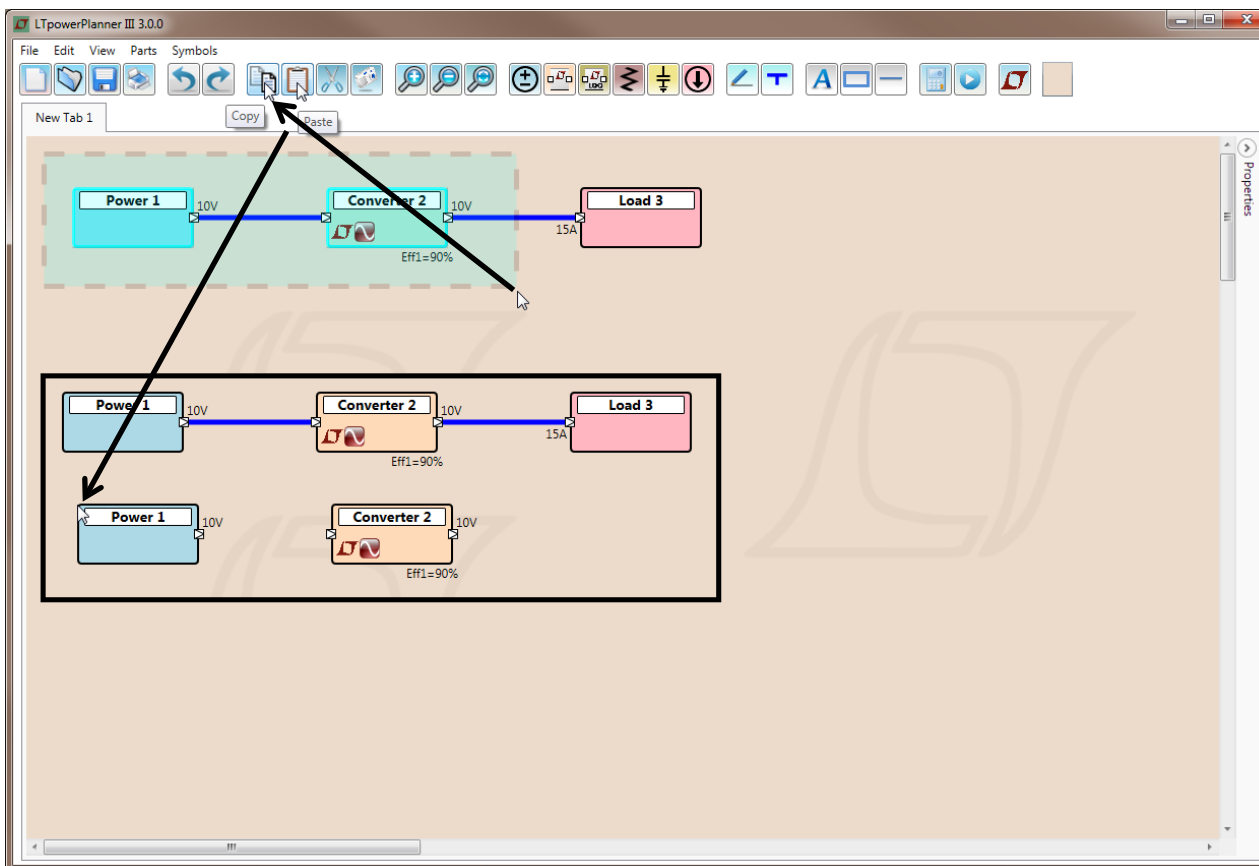 LTpowerPlanner III 3.0.0
File Edit View Parts Symbols
LOG
A
New Tab 1
Copy
Paste
Properties
Power 1
10V
Converter 2
10V
Load 3
15A
Eff1=90%
Power 1
10V
Converter 2
10V
Load 3
15A
Eff1=90%
Power 1
10V
Converter 2
10V
Eff1=90%